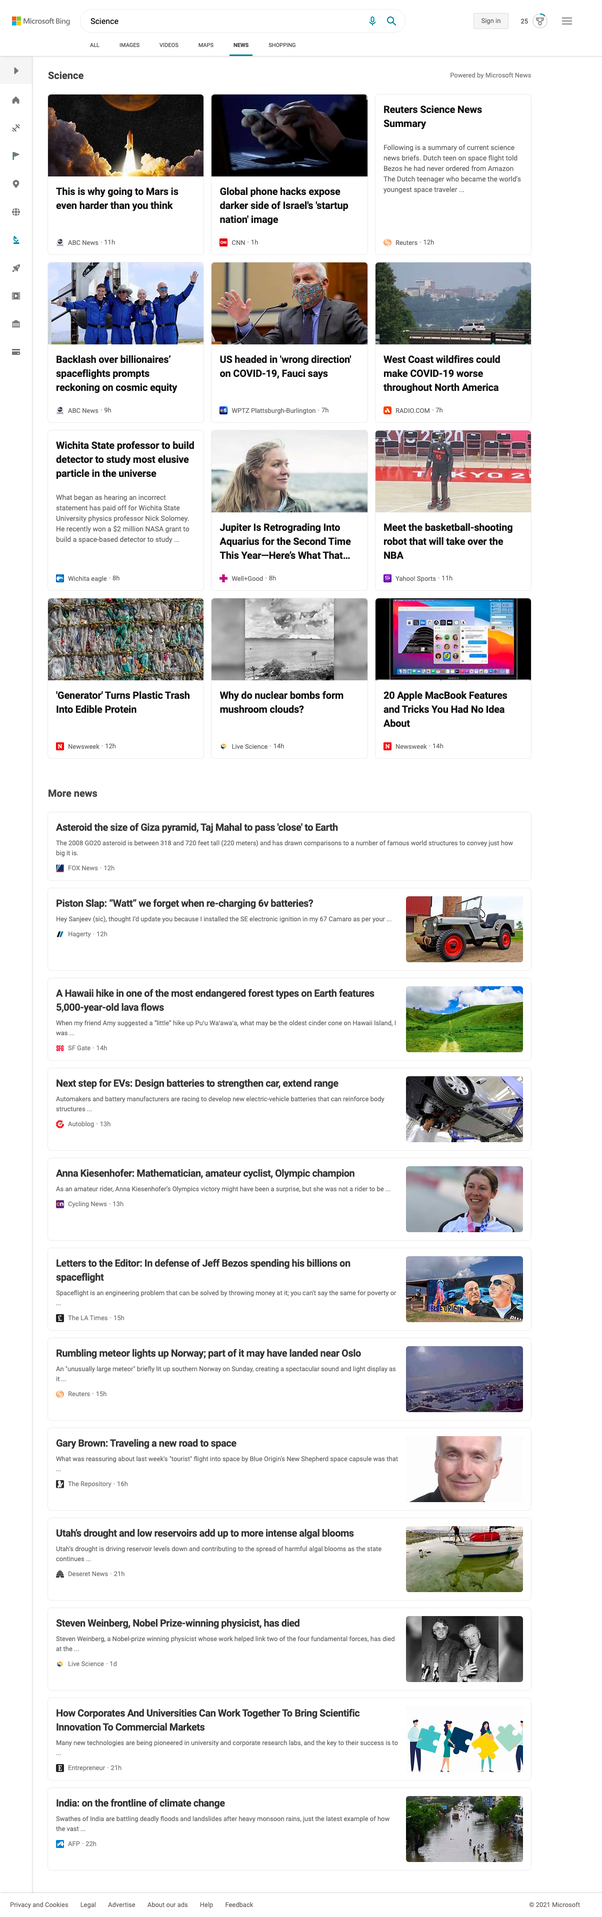 Microsoft Bing
Science
Sign in
25
ALL
IMAGES
VIDEOS
MAPS
NEWS
SHOPPING
Science
Powered by Microsoft News
This is why going to Mars is
even harder than you think
ABC News · 11h
Global phone hacks expose
darker side of Israel's 'startup
nation' image
CNN · 1h
Reuters Science News
Summary
Following is a summary of current science
news briefs. Dutch teen on space flight told
Bezos he had never ordered from Amazon
The Dutch teenager who became the world's
youngest space traveler ...
Reuters · 12h
Backlash over billionaires'
spaceflights prompts
reckoning on cosmic equity
ABC News · 9h
US headed in 'wrong direction'
on COVID-19, Fauci says
WPTZ Plattsburgh-Burlington · 7h
West Coast wildfires could
make COVID-19 worse
throughout North America
RADIO.COM · 7h
Wichita State professor to build
detector to study most elusive
particle in the universe
What began as hearing an incorrect
statement has paid off for Wichita State
University physics professor Nick Solomey.
He recently won a $2 million NASA grant to
build a space-based detector to study ...
Wichita eagle · 8h
Jupiter Is Retrograding Into
Aquarius for the Second Time
This Year—Here's What That...
Well+Good · 8h
Meet the basketball-shooting
robot that will take over the
NBA
Yahoo! Sports · 11h
'Generator' Turns Plastic Trash
Into Edible Protein
Newsweek · 12h
Why do nuclear bombs form
mushroom clouds?
Live Science · 14h
20 Apple MacBook Features
and Tricks You Had No Idea
About
Newsweek · 14h
More news
Asteroid the size of Giza pyramid, Taj Mahal to pass 'close' to Earth
The 2008 GO20 asteroid is between 318 and 720 feet tall (220 meters) and has drawn comparisons to a number of famous world structures to convey just how
big it is.
FOX News · 12h
Piston Slap: "Watt" we forget when re-charging 6v batteries?
Hey Sanjeev (sic), thought I'd update you because I installed the SE electronic ignition in my 67 Camaro as per your ...
Hagerty · 12h
A Hawaii hike in one of the most endangered forest types on Earth features
5,000-year-old lava flows
When my friend Amy suggested a "little" hike up Pu'u Wa'awa'a, what may be the oldest cinder cone on Hawaii Island, I
was ...
SF Gate · 14h
Next step for EVs: Design batteries to strengthen car, extend range
Automakers and battery manufacturers are racing to develop new electric-vehicle batteries that can reinforce body
structures ...
Autoblog · 13h
Anna Kiesenhofer: Mathematician, amateur cyclist, Olympic champion
As an amateur rider, Anna Kiesenhofer's Olympics victory might have been a surprise, but she was not a rider to be ...
Cycling News · 13h
Letters to the Editor: In defense of Jeff Bezos spending his billions on
spaceflight
Spaceflight is an engineering problem that can be solved by throwing money at it; you can't say the same for poverty or
...
The LA Times · 15h
BLUE ORIGIN
Rumbling meteor lights up Norway; part of it may have landed near Oslo
An "unusually large meteor" briefly lit up southern Norway on Sunday, creating a spectacular sound and light display as
it ...
Reuters · 15h
Gary Brown: Traveling a new road to space
What was reassuring about last week's "tourist" flight into space by Blue Origin's New Shepherd space capsule was that
...
The Repository · 16h
Utah's drought and low reservoirs add up to more intense algal blooms
Utah's drought is driving reservoir levels down and contributing to the spread of harmful algal blooms as the state
continues ...
Deseret News · 21h
Steven Weinberg, Nobel Prize-winning physicist, has died
Steven Weinberg, a Nobel-prize winning physicist whose work helped link two of the four fundamental forces, has died
at the ...
Live Science · 1d
How Corporates And Universities Can Work Together To Bring Scientific
Innovation To Commercial Markets
Many new technologies are being pioneered in university and corporate research labs, and the key to their success is to
...
Entrepreneur · 21h
India: on the frontline of climate change
Swathes of India are battling deadly floods and landslides after heavy monsoon rains, just the latest example of how
the vast ...
AFP · 22h
Privacy and Cookies
Legal
Advertise
About our ads
Help
Feedback
© 2021 Microsoft